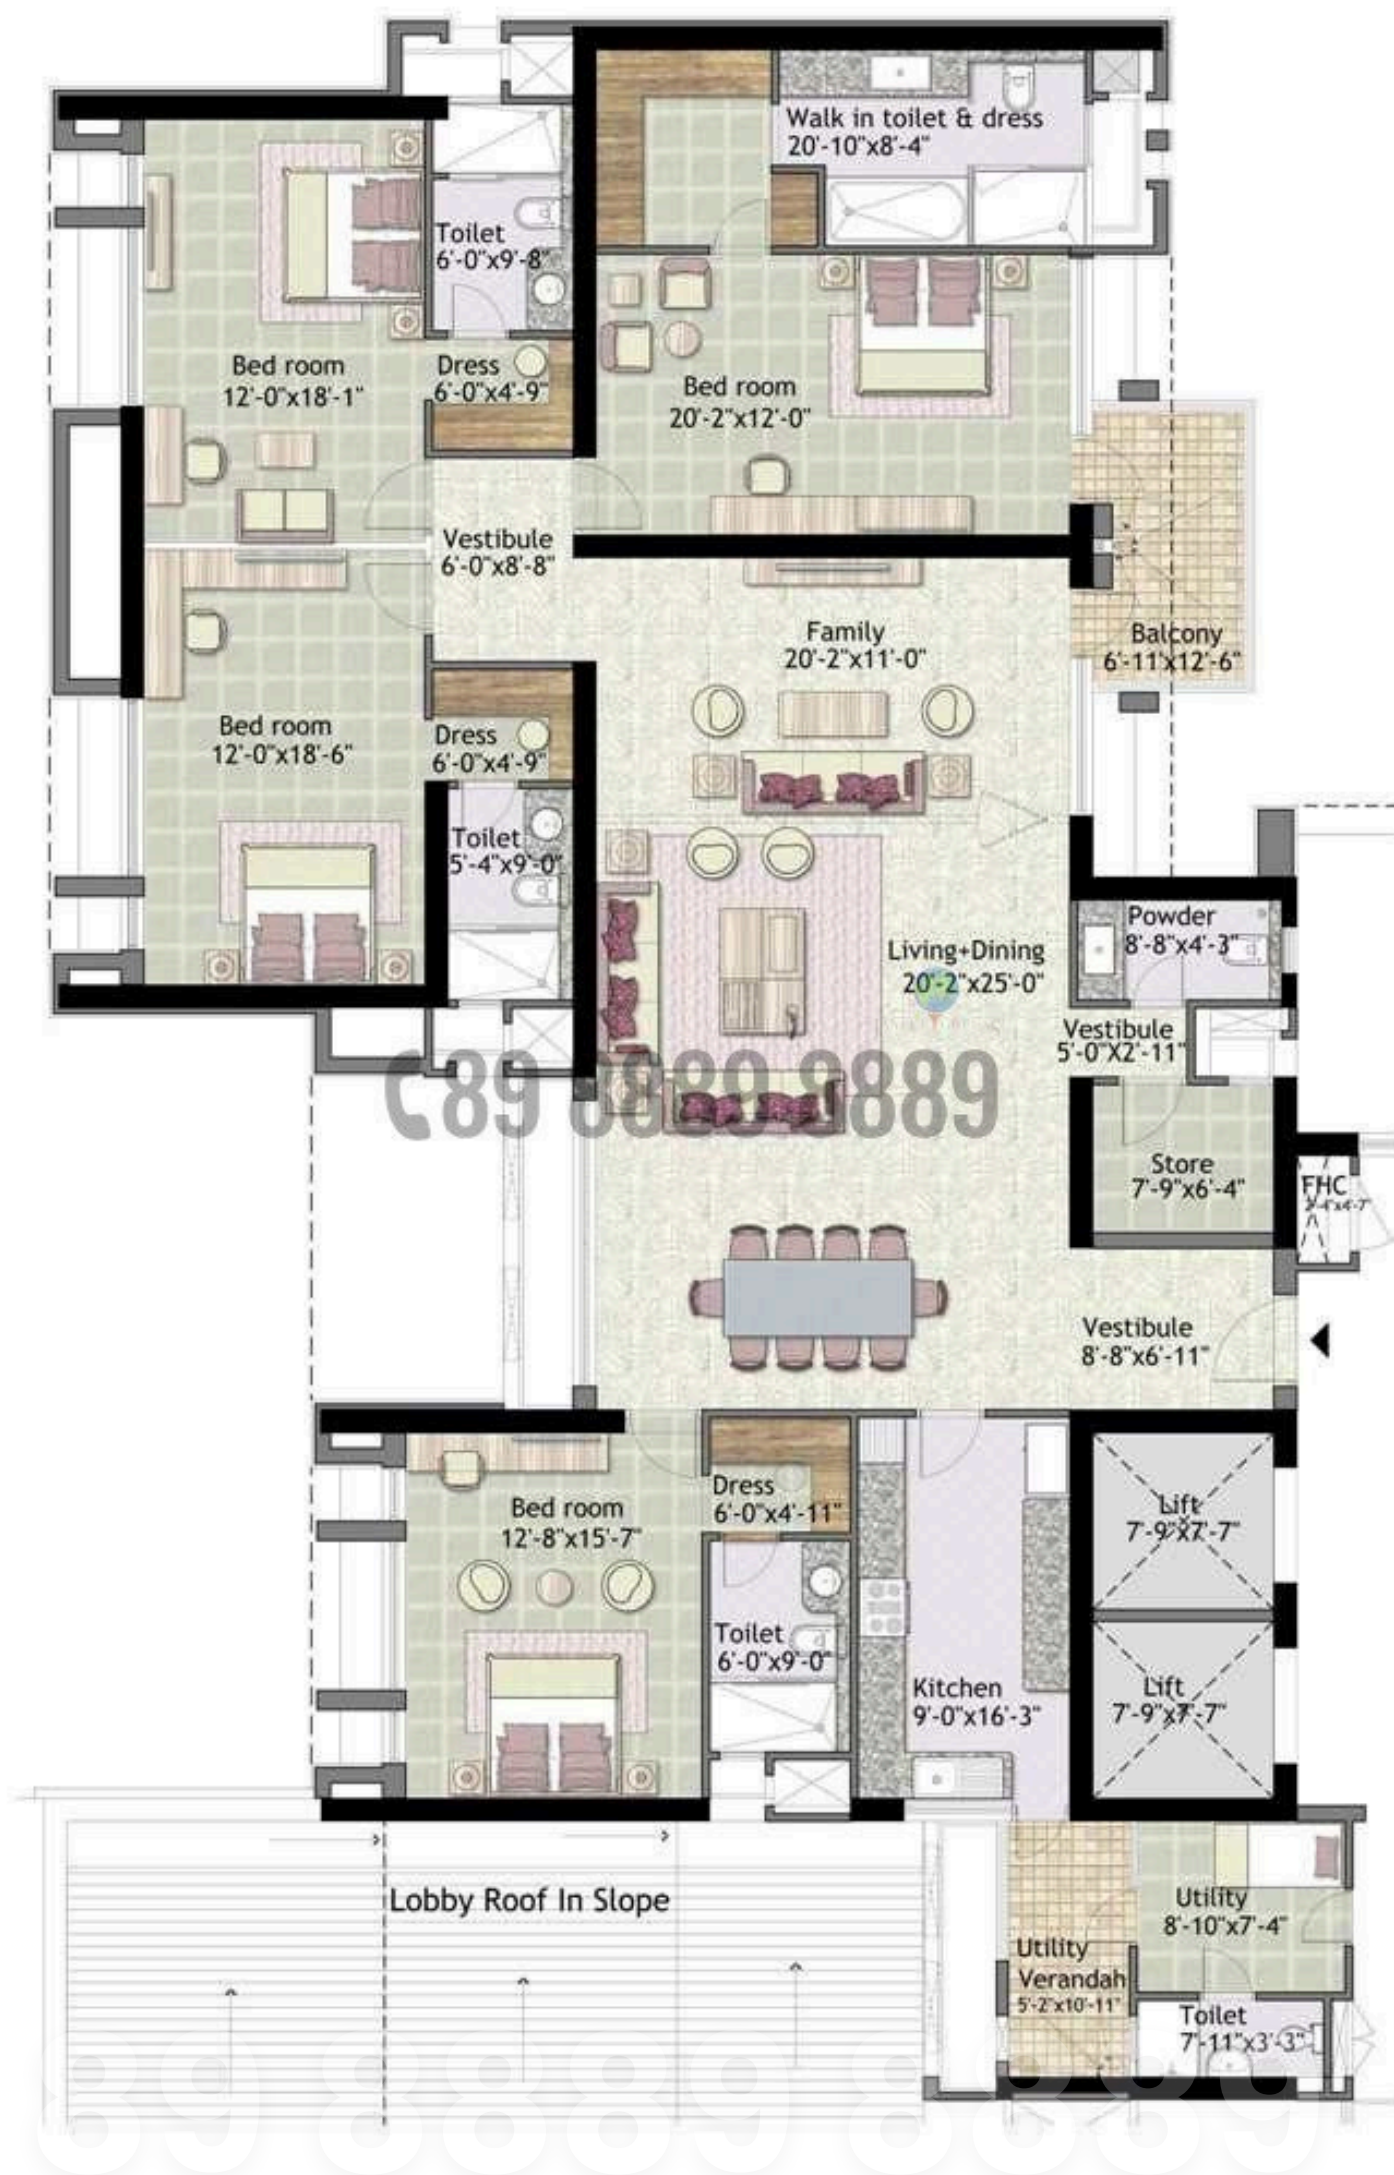 Walk in toilet & dress
20'-10"x8'-4"
Toilet
6'-0"x9'-8"
Bed room
12'-0"x18'-1"
Dress
6'-0"x4'-9"
Bed room
20'-2"x12'-0"
Vestibule
6'-0"x8'-8"
Family
20'-2"x11'-0"
Balcony
6'-11'x12'-6"
Bed room
12'-0"x18'-6"
Dress
6'-0"x4'-9"
Toilet
5'-4"x9'-0"
Powder
8'-8"x4'-3"
Living+Dining
20'-2"x25'-0"
Vestibule
5'-0"X2'-11"
89 8889 8889
Store
7'-9"x6'-4"
FHC
Vestibule
8'-8"x6'-11"
Dress
6'-0"x4'-11"
Bed room
12'-8"x15'-7"
Lift
7'-9"x7'-7"
Toilet
6'-0"x9'-0"
Kitchen
9'-0"x16'-3"
Lift
7'-9"x7'-7"
Lobby Roof In Slope
Utility
8'-10"x7'-4"
Utility
Verandah
5'-2"x10'-11"
Toilet
7'-11"x3'-3"
89 8889 8889